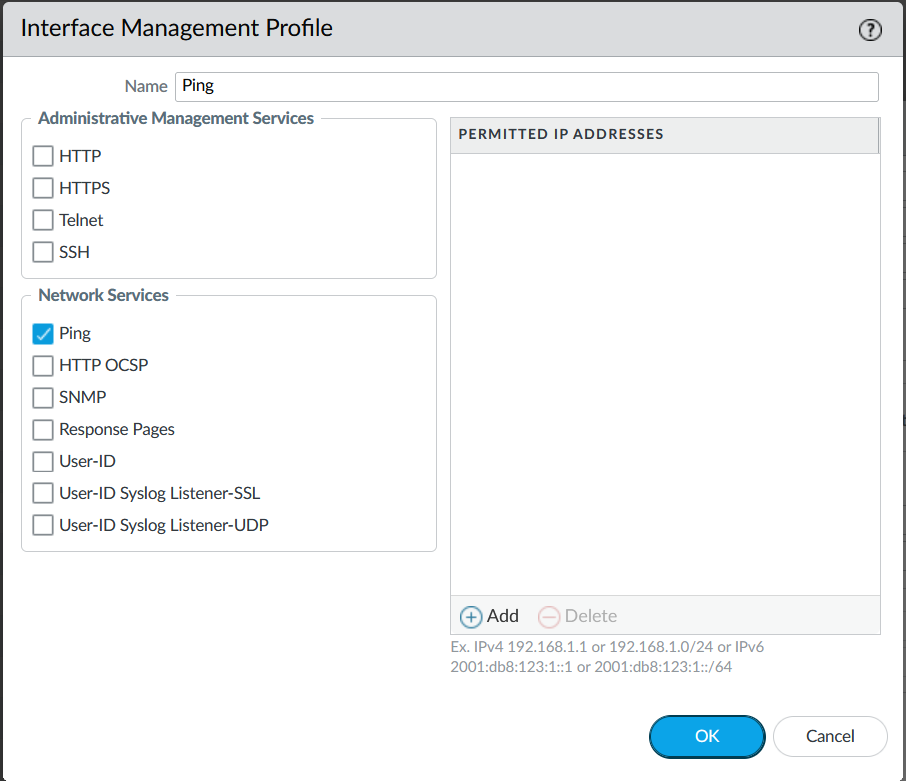 Interface Management Profile
?
Name Ping
Administrative Management Services
HTTP
HTTPS
Telnet
SSH
Network Services
Ping
HTTP OCSP
SNMP
Response Pages
User-ID
User-ID Syslog Listener-SSL
User-ID Syslog Listener-UDP
PERMITTED IP ADDRESSES
Add Delete
Ex. IPv4 192.168.1.1 or 192.168.1.0/24 or IPv6
2001:db8:123:1::1 or 2001:db8:123:1::/64
OK Cancel